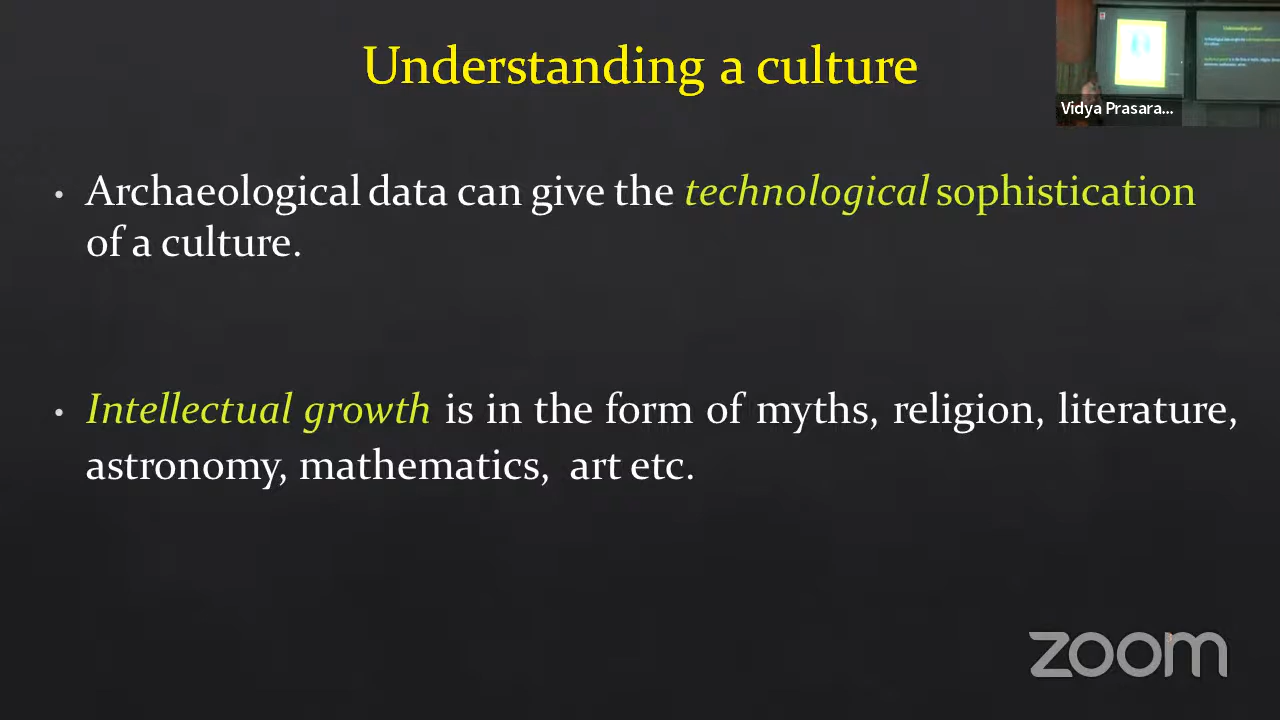 Understanding a culture
Vidya Prasara...
• Archaeological data can give the technological sophistication
of a culture.
• Intellectual growth is in the form of myths, religion, literature,
astronomy, mathematics, art etc.
zoom